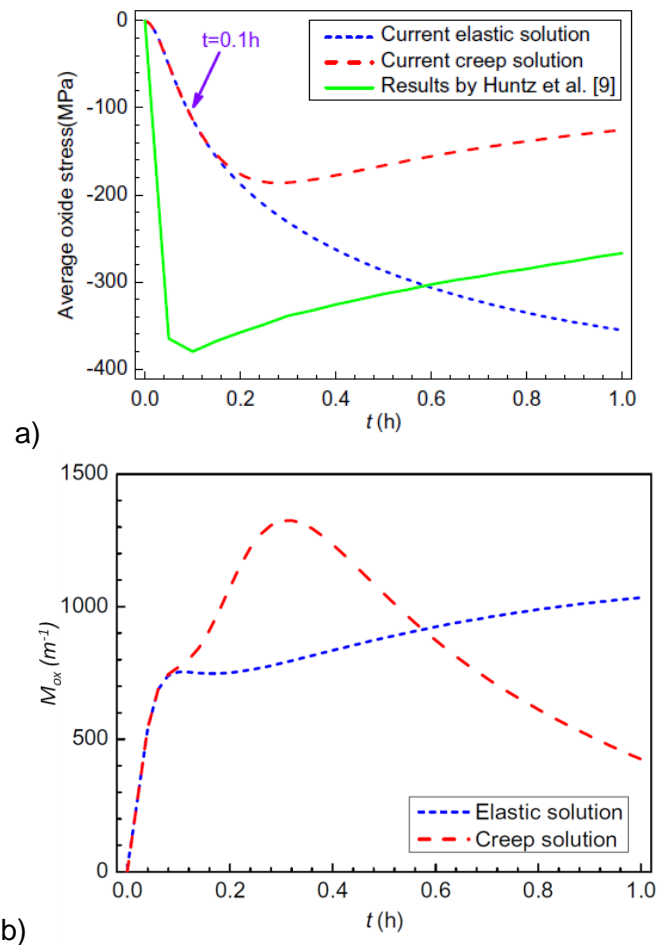 0
-100
-200
-300
-400
Average oxide stress(MPa)
t=0.1h
Current elastic solution
Current creep solution
Results by Huntz et al. [9]
0.0 0.2 0.4 0.6 0.8 1.0
t (h)
a)
1500
1000
500
0
M_ox (m^-1)
Elastic solution
Creep solution
0.0 0.2 0.4 0.6 0.8 1.0
t (h)
b)